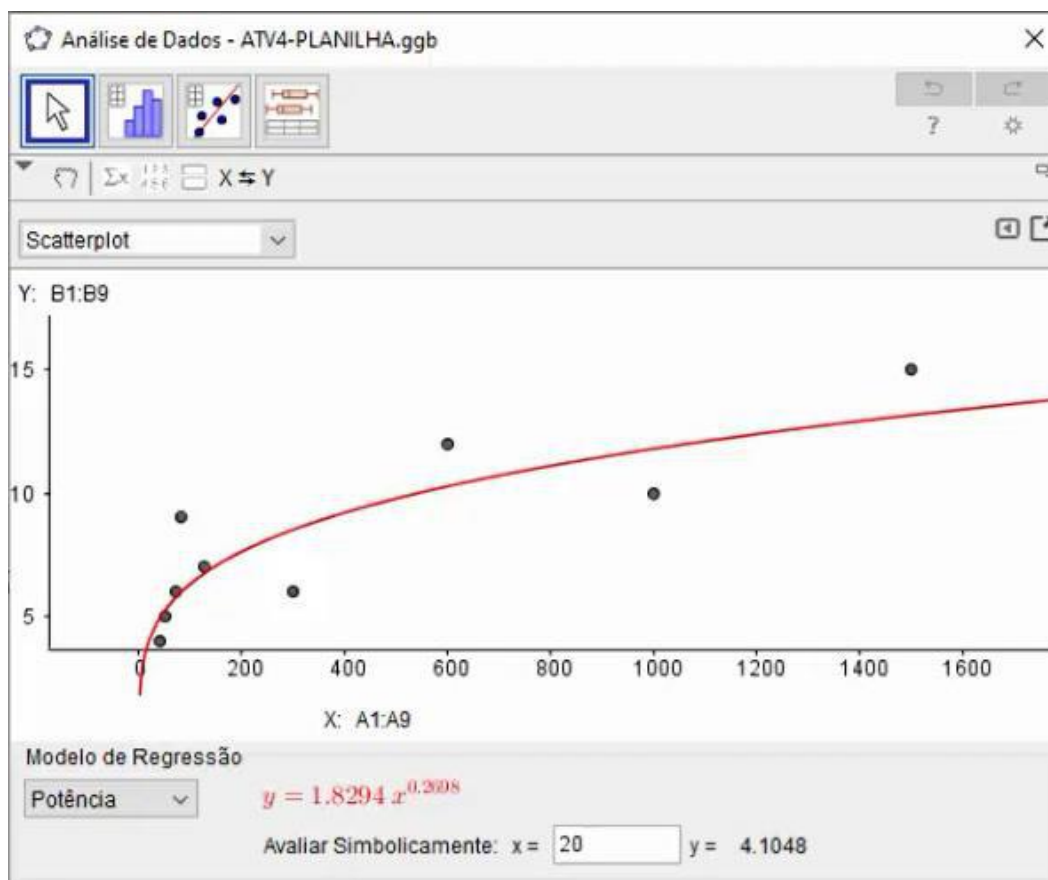 Análise de Dados - ATV4-PLANILHA.ggb
?
Σx
X ⇆ Y
Scatterplot
Y: B1:B9
15
10
5
0 200 400 600 800 1000 1200 1400 1600
X: A1:A9
Modelo de Regressão
Potência
y = 1.8294 x^0.2698
Avaliar Simbolicamente: x = 20 y = 4.1048